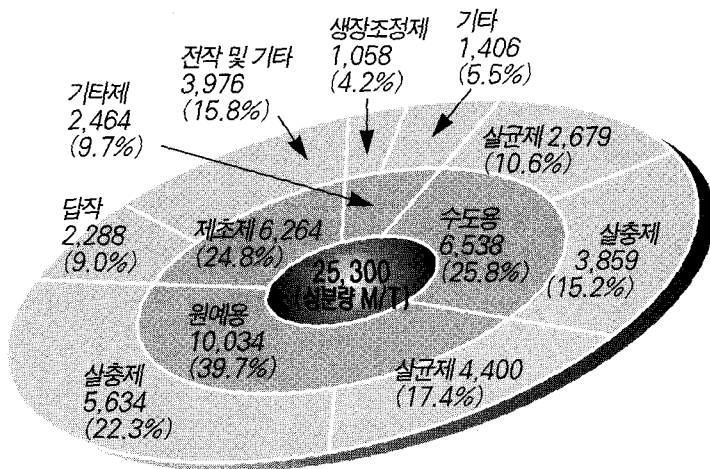 생장조정제
1,058
(4.2%)
기타
1,406
(5.5%)
전작 및 기타
3,976
(15.8%)
기타제
2,464
(9.7%)
살균제 2,679
(10.6%)
답작
2,288
(9.0%)
제초제 6,264
(24.8%)
수도용
6,538
(25.8%)
살충제
3,859
(15.2%)
25,300
(성분량 M/T)
원예용
10,034
(39.7%)
살충제
5,634
(22.3%)
살균제 4,400
(17.4%)